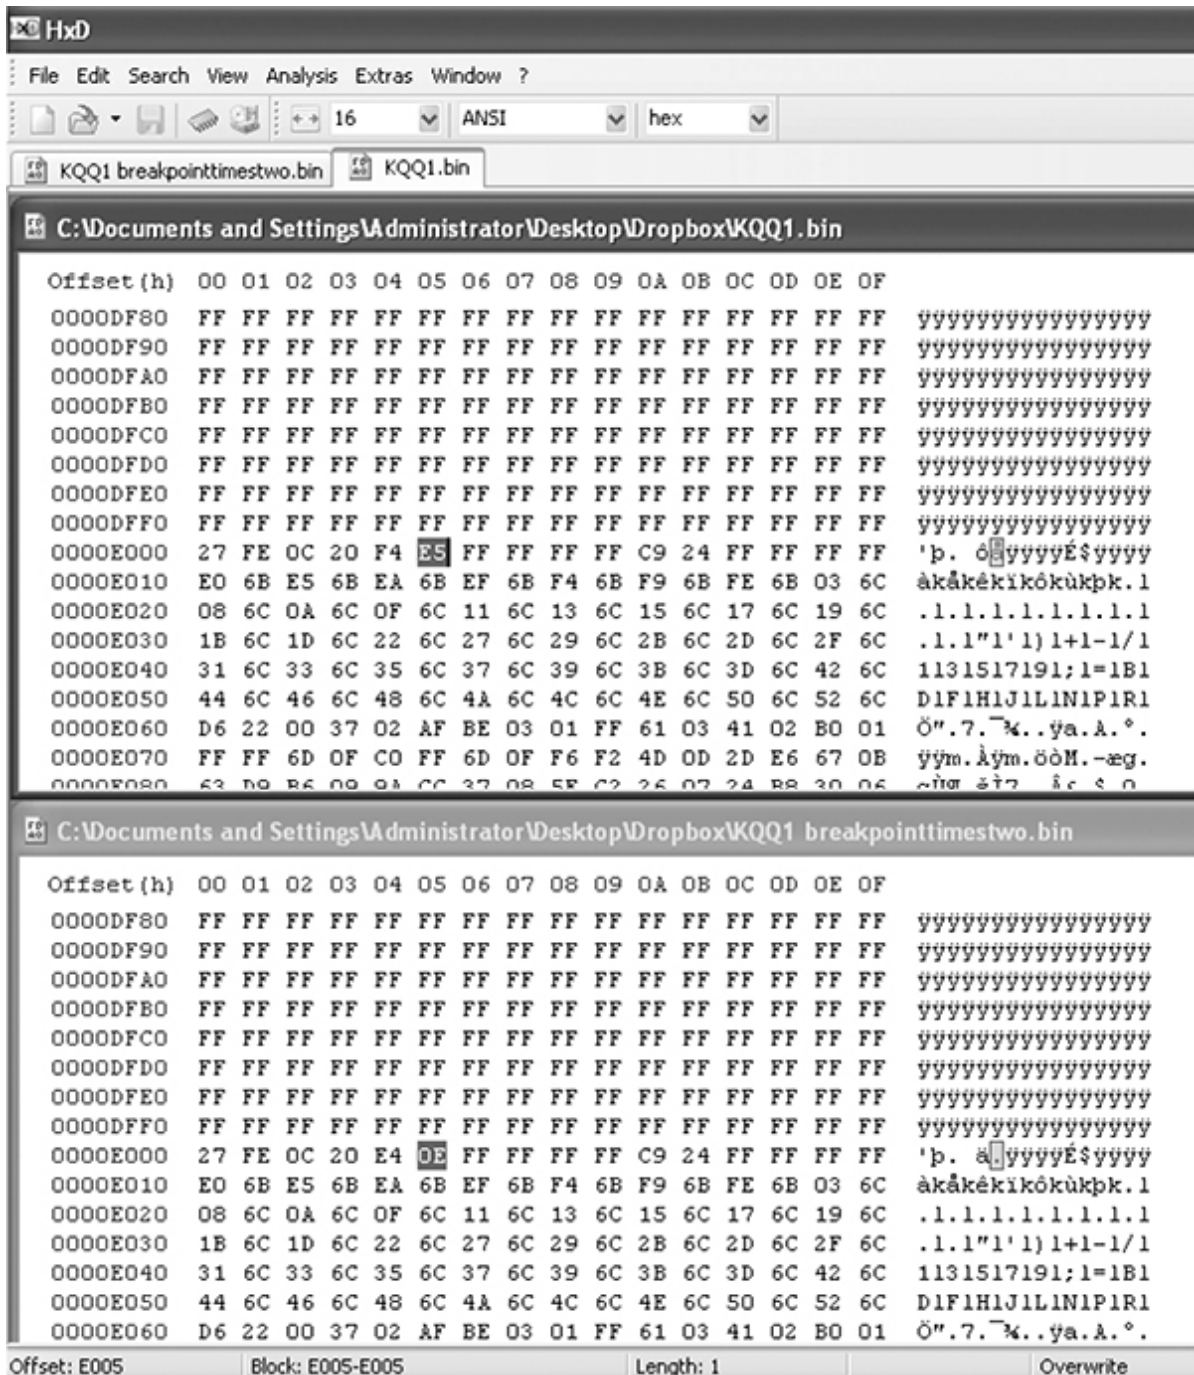 HxD
File Edit Search View Analysis Extras Window ?
16 ANSI hex
KQQ1 breakpointtimestwo.bin KQQ1.bin
C:\Documents and Settings\Administrator\Desktop\Dropbox\KQQ1.bin
Offset(h) 00 01 02 03 04 05 06 07 08 09 0A 0B 0C 0D 0E 0F
0000DF80 FF FF FF FF FF FF FF FF FF FF FF FF FF FF FF FF ÿÿÿÿÿÿÿÿÿÿÿÿÿÿÿÿ
0000DF90 FF FF FF FF FF FF FF FF FF FF FF FF FF FF FF FF ÿÿÿÿÿÿÿÿÿÿÿÿÿÿÿÿ
0000DFA0 FF FF FF FF FF FF FF FF FF FF FF FF FF FF FF FF ÿÿÿÿÿÿÿÿÿÿÿÿÿÿÿÿ
0000DFB0 FF FF FF FF FF FF FF FF FF FF FF FF FF FF FF FF ÿÿÿÿÿÿÿÿÿÿÿÿÿÿÿÿ
0000DFC0 FF FF FF FF FF FF FF FF FF FF FF FF FF FF FF FF ÿÿÿÿÿÿÿÿÿÿÿÿÿÿÿÿ
0000DFD0 FF FF FF FF FF FF FF FF FF FF FF FF FF FF FF FF ÿÿÿÿÿÿÿÿÿÿÿÿÿÿÿÿ
0000DFE0 FF FF FF FF FF FF FF FF FF FF FF FF FF FF FF FF ÿÿÿÿÿÿÿÿÿÿÿÿÿÿÿÿ
0000DFF0 FF FF FF FF FF FF FF FF FF FF FF FF FF FF FF FF ÿÿÿÿÿÿÿÿÿÿÿÿÿÿÿÿ
0000E000 27 FE 0C 20 F4 E5 FF FF FF FF C9 24 FF FF FF FF 'þ. ôåÿÿÿÿÉ$ÿÿÿÿ
0000E010 E0 6B E5 6B EA 6B EF 6B F4 6B F9 6B FE 6B 03 6C àkåkêkïkôkùkþk.l
0000E020 08 6C 0A 6C 0F 6C 11 6C 13 6C 15 6C 17 6C 19 6C .l.l.l.l.l.l.l.l
0000E030 1B 6C 1D 6C 22 6C 27 6C 29 6C 2B 6C 2D 6C 2F 6C .l.l"l'l)l+l-l/l
0000E040 31 6C 33 6C 35 6C 37 6C 39 6C 3B 6C 3D 6C 42 6C 1l3l5l7l9l;l=lBl
0000E050 44 6C 46 6C 48 6C 4A 6C 4C 6C 4E 6C 50 6C 52 6C DlFlHlJlLlNlPlRl
0000E060 D6 22 00 37 02 AF BE 03 01 FF 61 03 41 02 B0 01 Ö".7.¯¾..ÿa.A.°.
0000E070 FF FF 6D 0F C0 FF 6D 0F F6 F2 4D 0D 2D E6 67 0B ÿÿm.Àÿm.öòM.-æg.
0000E080 63 D9 B6 09 9A CC 37 08 5F C2 26 07 24 B8 30 06
C:\Documents and Settings\Administrator\Desktop\Dropbox\KQQ1 breakpointtimestwo.bin
Offset(h) 00 01 02 03 04 05 06 07 08 09 0A 0B 0C 0D 0E 0F
0000DF80 FF FF FF FF FF FF FF FF FF FF FF FF FF FF FF FF ÿÿÿÿÿÿÿÿÿÿÿÿÿÿÿÿ
0000DF90 FF FF FF FF FF FF FF FF FF FF FF FF FF FF FF FF ÿÿÿÿÿÿÿÿÿÿÿÿÿÿÿÿ
0000DFA0 FF FF FF FF FF FF FF FF FF FF FF FF FF FF FF FF ÿÿÿÿÿÿÿÿÿÿÿÿÿÿÿÿ
0000DFB0 FF FF FF FF FF FF FF FF FF FF FF FF FF FF FF FF ÿÿÿÿÿÿÿÿÿÿÿÿÿÿÿÿ
0000DFC0 FF FF FF FF FF FF FF FF FF FF FF FF FF FF FF FF ÿÿÿÿÿÿÿÿÿÿÿÿÿÿÿÿ
0000DFD0 FF FF FF FF FF FF FF FF FF FF FF FF FF FF FF FF ÿÿÿÿÿÿÿÿÿÿÿÿÿÿÿÿ
0000DFE0 FF FF FF FF FF FF FF FF FF FF FF FF FF FF FF FF ÿÿÿÿÿÿÿÿÿÿÿÿÿÿÿÿ
0000DFF0 FF FF FF FF FF FF FF FF FF FF FF FF FF FF FF FF ÿÿÿÿÿÿÿÿÿÿÿÿÿÿÿÿ
0000E000 27 FE 0C 20 E4 0E FF FF FF FF C9 24 FF FF FF FF 'þ. ä.ÿÿÿÿÉ$ÿÿÿÿ
0000E010 E0 6B E5 6B EA 6B EF 6B F4 6B F9 6B FE 6B 03 6C àkåkêkïkôkùkþk.l
0000E020 08 6C 0A 6C 0F 6C 11 6C 13 6C 15 6C 17 6C 19 6C .l.l.l.l.l.l.l.l
0000E030 1B 6C 1D 6C 22 6C 27 6C 29 6C 2B 6C 2D 6C 2F 6C .l.l"l'l)l+l-l/l
0000E040 31 6C 33 6C 35 6C 37 6C 39 6C 3B 6C 3D 6C 42 6C 1l3l5l7l9l;l=lBl
0000E050 44 6C 46 6C 48 6C 4A 6C 4C 6C 4E 6C 50 6C 52 6C DlFlHlJlLlNlPlRl
0000E060 D6 22 00 37 02 AF BE 03 01 FF 61 03 41 02 B0 01 Ö".7.¯¾..ÿa.A.°.
Offset: E005 Block: E005-E005 Length: 1 Overwrite